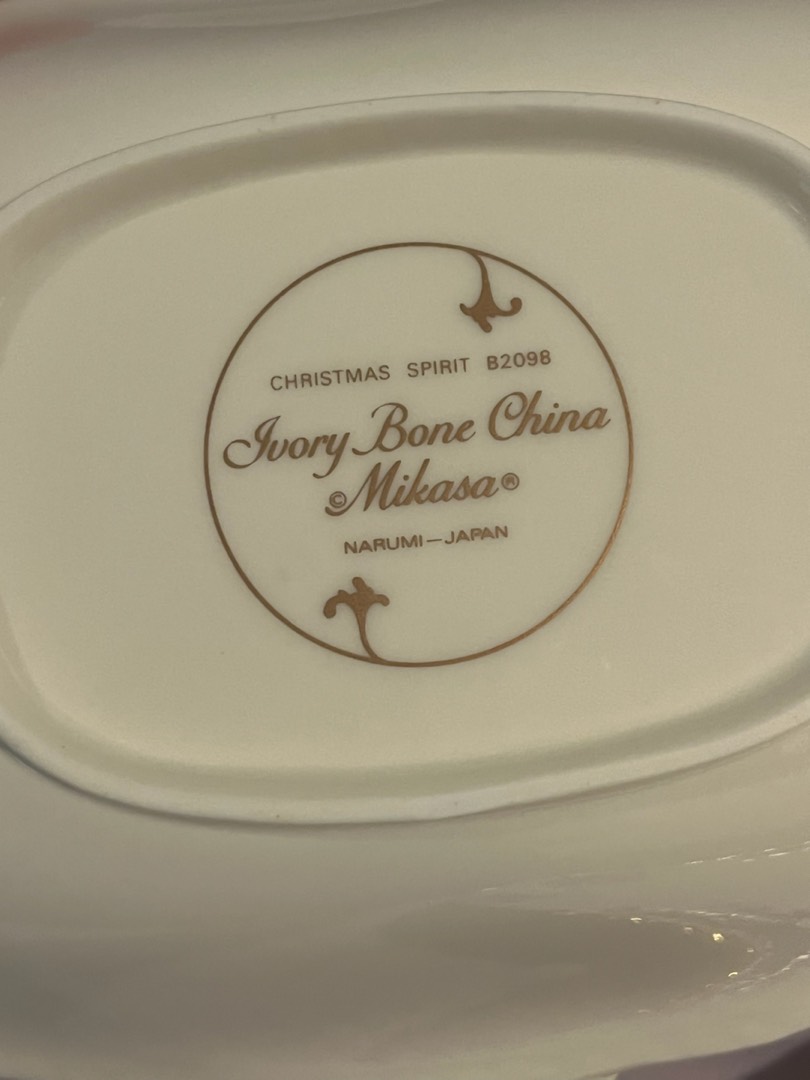 CHRISTMAS SPIRIT B2098
Ivory Bone China
©Mikasa®
NARUMI—JAPAN